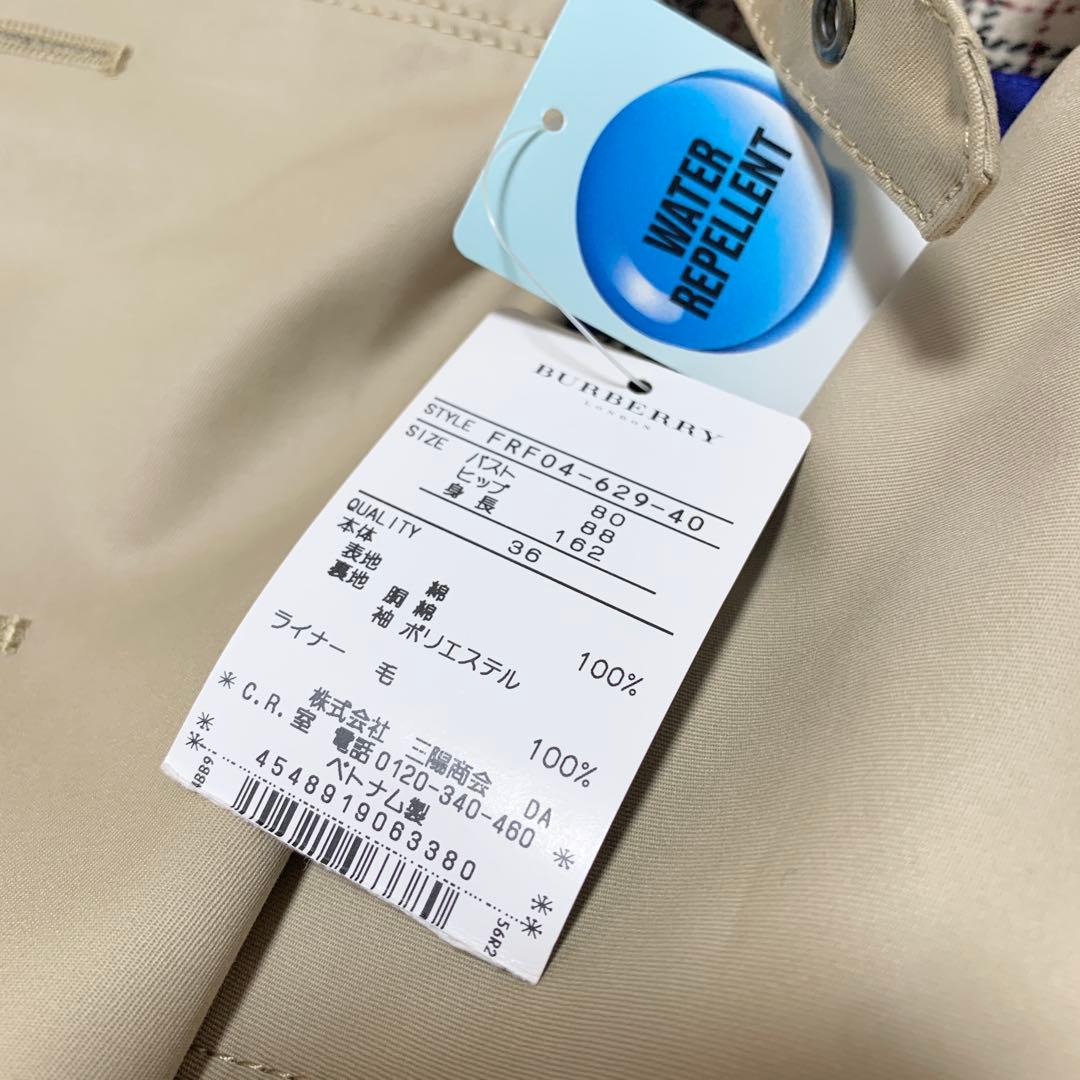 WATER
REPELLENT
BURBERRY
LONDON
STYLE FRF04-629-40
SIZE バスト 80
ヒップ 88
身長 162
36
QUALITY
本体
表地 綿
裏地 胴 綿 100%
袖 ポリエステル
ライナー 毛 100%
株式会社 三陽商会 DA
*C.R.室 電話0120-340-460*
ベトナム製
4548919063380
56R2